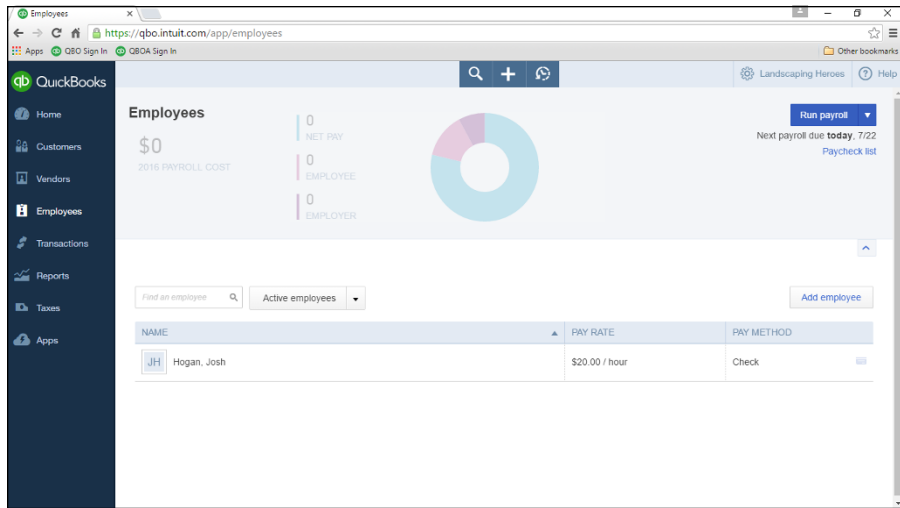 Employees
https://qbo.intuit.com/app/employees
Apps QBO Sign In QBOA Sign In Other bookmarks
qb QuickBooks
Landscaping Heroes ? Help
Home
Customers
Vendors
Employees
Transactions
Reports
Taxes
Apps
Employees
$0
2016 PAYROLL COST
0
NET PAY
0
EMPLOYEE
0
EMPLOYER
Run payroll
Next payroll due today, 7/22
Paycheck list
Find an employee Active employees Add employee
NAME PAY RATE PAY METHOD
JH Hogan, Josh $20.00 / hour Check